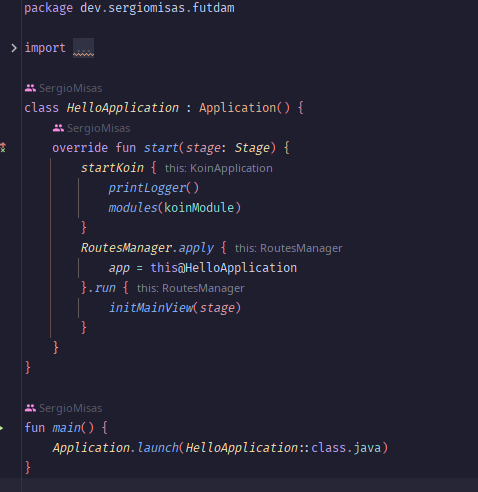 package dev.sergiomisas.futdam
import ...
SergioMisas
class HelloApplication : Application() {
SergioMisas
override fun start(stage: Stage) {
startKoin { this: KoinApplication
printLogger()
modules(koinModule)
}
RoutesManager.apply { this: RoutesManager
app = this@HelloApplication
}.run { this: RoutesManager
initMainView(stage)
}
}
}
SergioMisas
fun main() {
Application.launch(HelloApplication::class.java)
}